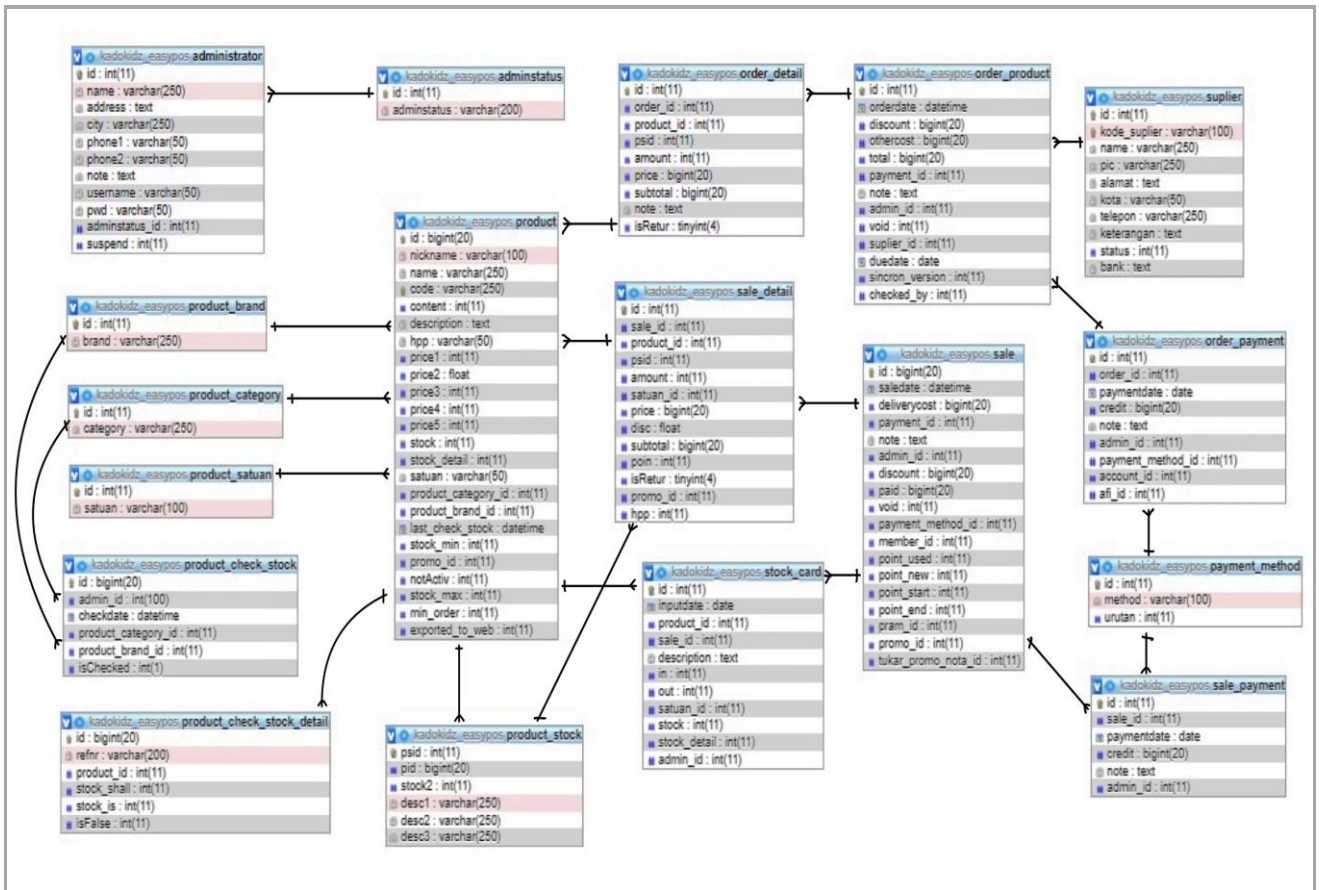 kadokidz_easypos administrator
id : int(11)
name : varchar(250)
address : text
city : varchar(250)
phone1 : varchar(50)
phone2 : varchar(50)
note : text
username : varchar(50)
pwd : varchar(50)
adminstatus_id : int(11)
suspend : int(11)
kadokidz_easypos adminstatus
id : int(11)
adminstatus : varchar(200)
kadokidz_easypos order_detail
id : int(11)
order_id : int(11)
product_id : int(11)
psid : int(11)
amount : int(11)
price : bigint(20)
subtotal : bigint(20)
note : text
isRetur : tinyint(4)
kadokidz_easypos order_product
id : int(11)
orderdate : datetime
discount : bigint(20)
othercost : bigint(20)
total : bigint(20)
payment_id : int(11)
note : text
admin_id : int(11)
void : int(11)
suplier_id : int(11)
duedate : date
sincron_version : int(11)
checked_by : int(11)
kadokidz_easypos suplier
id : int(11)
kode_suplier : varchar(100)
name : varchar(250)
pic : varchar(250)
alamat : text
kota : varchar(50)
telepon : varchar(250)
keterangan : text
status : int(11)
bank : text
kadokidz_easypos product
id : bigint(20)
nickname : varchar(100)
name : varchar(250)
code : varchar(250)
content : int(11)
description : text
hpp : varchar(50)
price1 : int(11)
price2 : float
price3 : int(11)
price4 : int(11)
price5 : int(11)
stock : int(11)
stock_detail : int(11)
satuan : varchar(50)
product_category_id : int(11)
product_brand_id : int(11)
last_check_stock : datetime
stock_min : int(11)
promo_id : int(11)
notActiv : int(11)
stock_max : int(11)
min_order : int(11)
exported_to_web : int(11)
kadokidz_easypos product_brand
id : int(11)
brand : varchar(250)
kadokidz_easypos product_category
id : int(11)
category : varchar(250)
kadokidz_easypos product_satuan
id : int(11)
satuan : varchar(100)
kadokidz_easypos product_check_stock
id : bigint(20)
admin_id : int(100)
checkdate : datetime
product_category_id : int(11)
product_brand_id : int(11)
isChecked : int(1)
kadokidz_easypos product_check_stock_detail
id : bigint(20)
refnr : varchar(200)
product_id : int(11)
stock_shall : int(11)
stock_is : int(11)
isFalse : int(11)
kadokidz_easypos product_stock
psid : int(11)
pid : bigint(20)
stock2 : int(11)
desc1 : varchar(250)
desc2 : varchar(250)
desc3 : varchar(250)
kadokidz_easypos sale_detail
id : int(11)
sale_id : int(11)
product_id : int(11)
psid : int(11)
amount : int(11)
satuan_id : int(11)
price : bigint(20)
disc : float
subtotal : bigint(20)
poin : int(11)
isRetur : tinyint(4)
promo_id : int(11)
hpp : int(11)
kadokidz_easypos stock_card
id : int(11)
inputdate : date
product_id : int(11)
sale_id : int(11)
description : text
in : int(11)
out : int(11)
satuan_id : int(11)
stock : int(11)
stock_detail : int(11)
admin_id : int(11)
kadokidz_easypos sale
id : bigint(20)
saledate : datetime
deliverycost : bigint(20)
payment_id : int(11)
note : text
admin_id : int(11)
discount : bigint(20)
paid : bigint(20)
void : int(11)
payment_method_id : int(11)
member_id : int(11)
point_used : int(11)
point_new : int(11)
point_start : int(11)
point_end : int(11)
pram_id : int(11)
promo_id : int(11)
tukar_promo_nota_id : int(11)
kadokidz_easypos order_payment
id : int(11)
order_id : int(11)
paymentdate : date
credit : bigint(20)
note : text
admin_id : int(11)
payment_method_id : int(11)
account_id : int(11)
afi_id : int(11)
kadokidz_easypos payment_method
id : int(11)
method : varchar(100)
urutan : int(11)
kadokidz_easypos sale_payment
id : int(11)
sale_id : int(11)
paymentdate : date
credit : bigint(20)
note : text
admin_id : int(11)